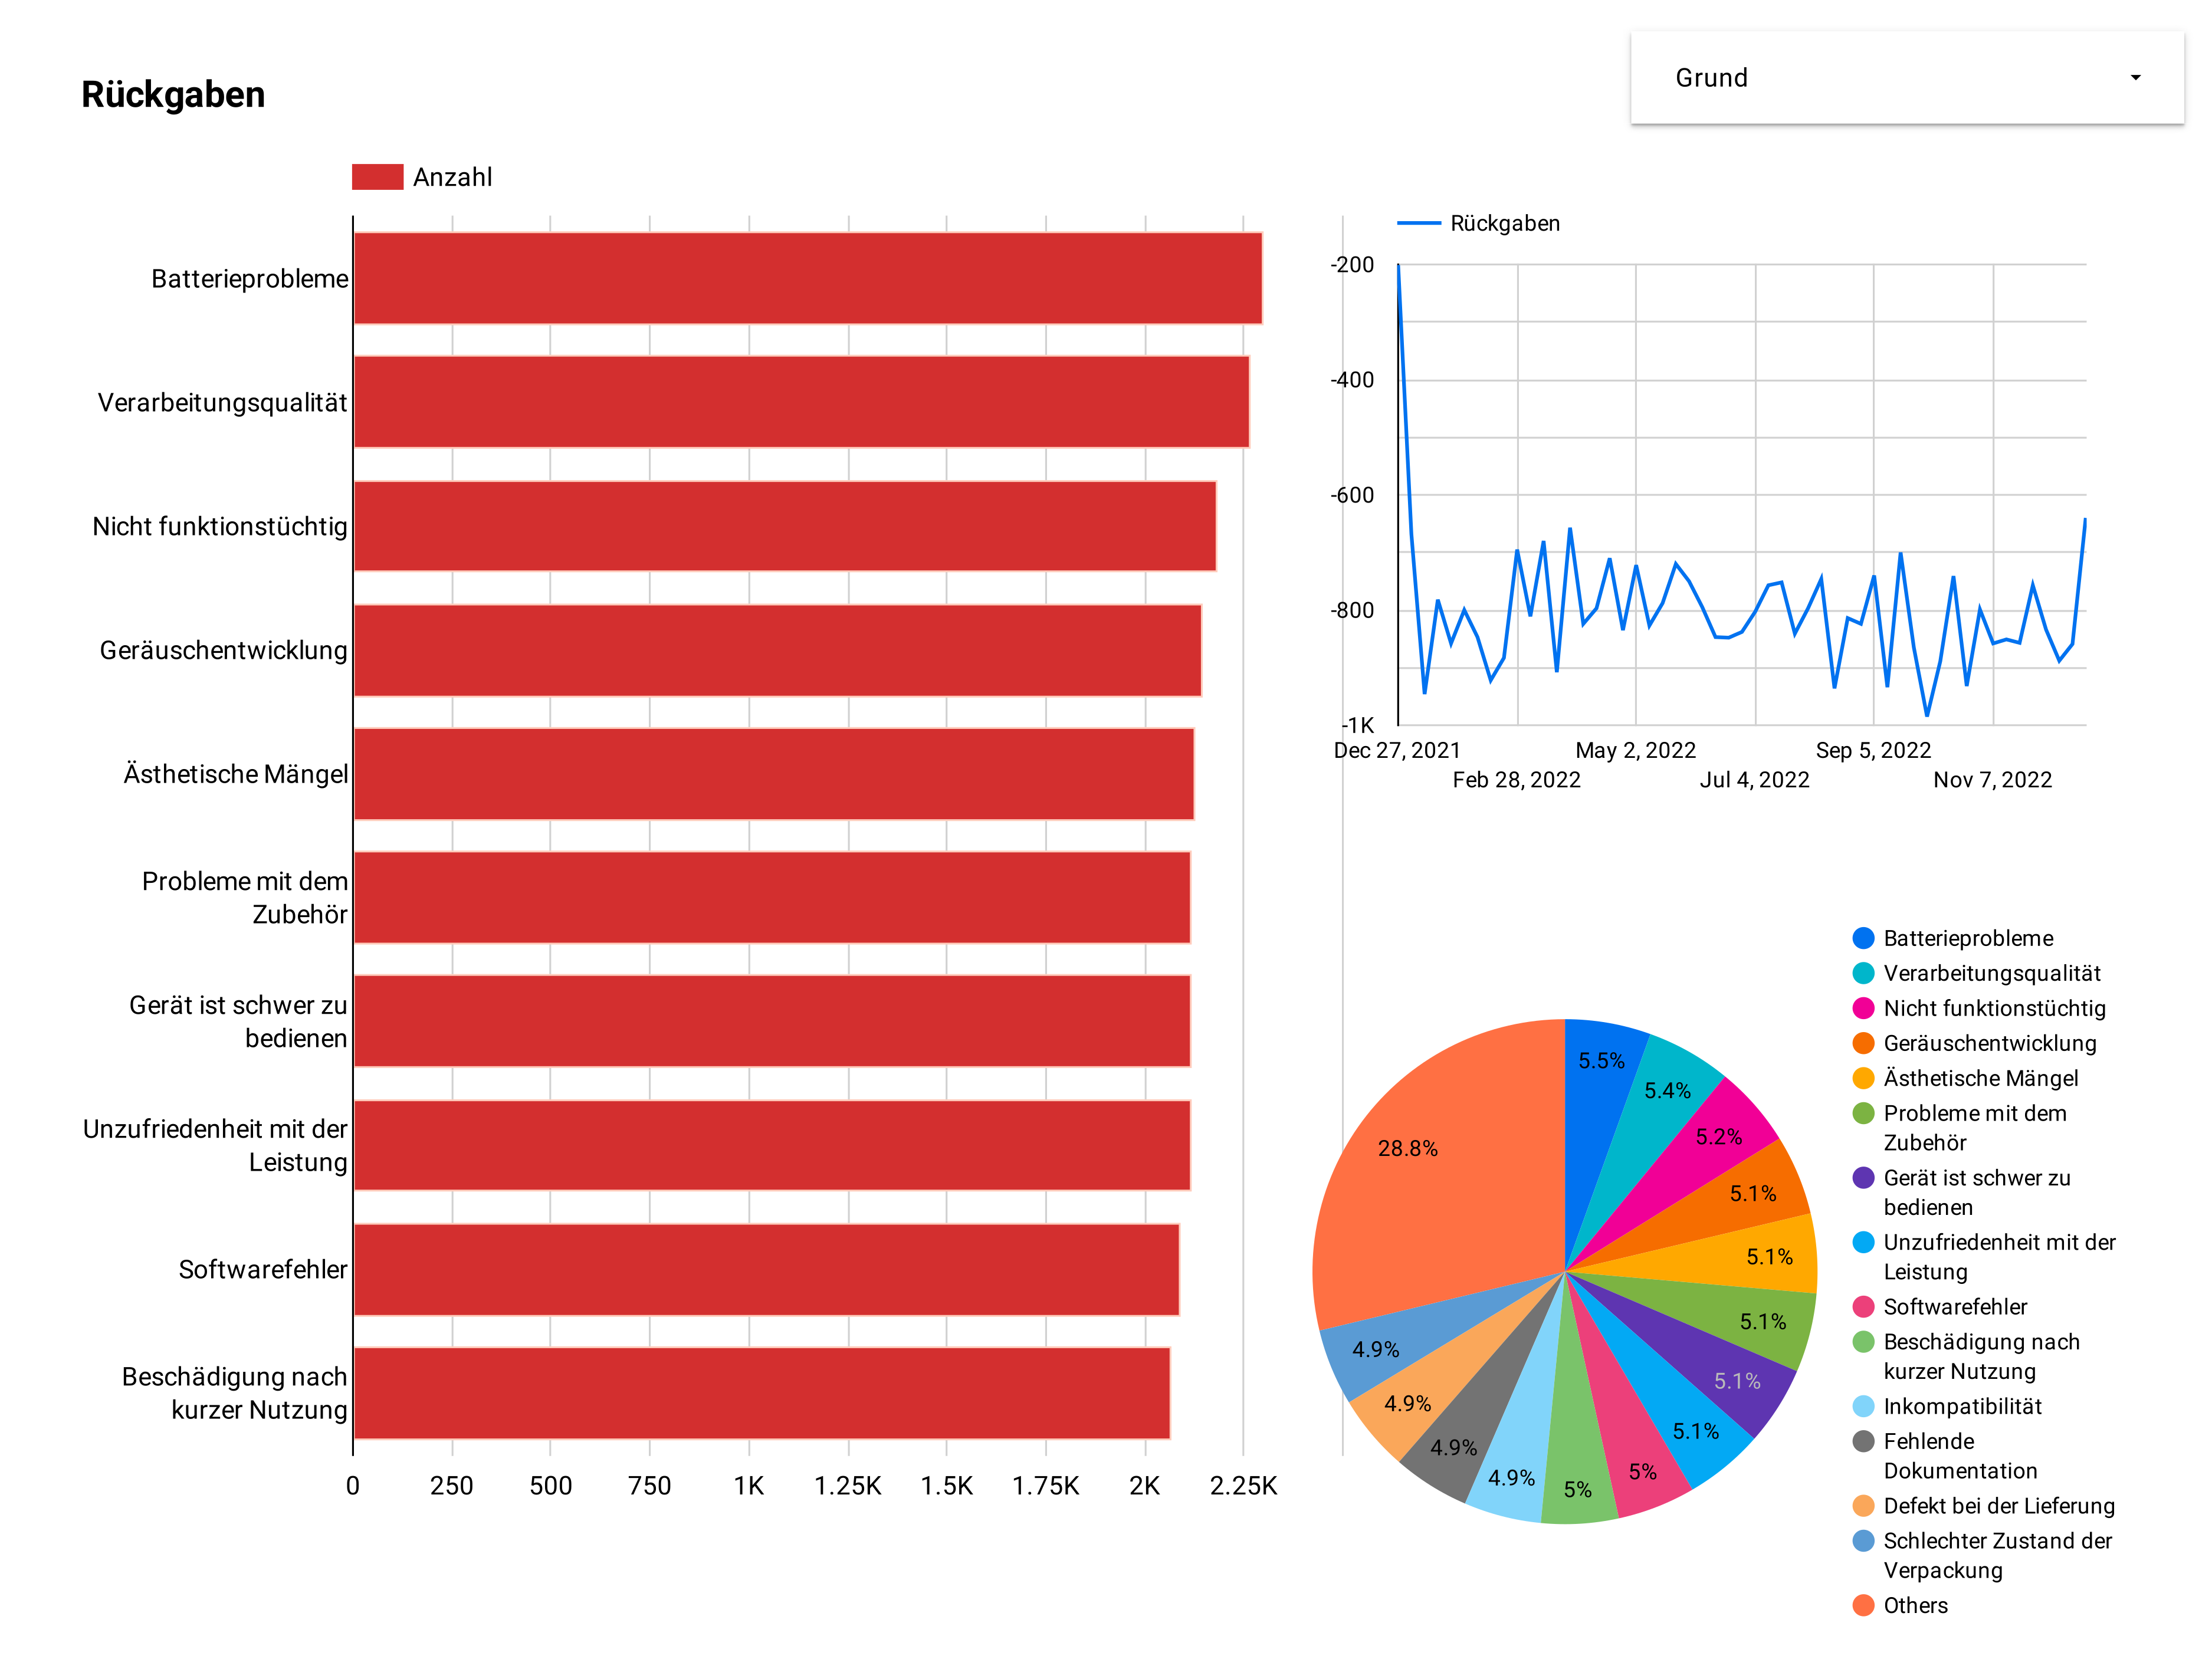 Rückgaben
Grund
Anzahl
Batterieprobleme
Verarbeitungsqualität
Nicht funktionstüchtig
Geräuschentwicklung
Ästhetische Mängel
Probleme mit dem
Zubehör
Gerät ist schwer zu
bedienen
Unzufriedenheit mit der
Leistung
Softwarefehler
Beschädigung nach
kurzer Nutzung
0 250 500 750 1K 1.25K 1.5K 1.75K 2K 2.25K
Rückgaben
-200
-400
-600
-800
-1K
Dec 27, 2021 May 2, 2022 Sep 5, 2022
Feb 28, 2022 Jul 4, 2022 Nov 7, 2022
5.5%
5.4%
5.2%
5.1%
5.1%
5.1%
5.1%
5.1%
5%
5%
4.9%
4.9%
4.9%
4.9%
28.8%
Batterieprobleme
Verarbeitungsqualität
Nicht funktionstüchtig
Geräuschentwicklung
Ästhetische Mängel
Probleme mit dem
Zubehör
Gerät ist schwer zu
bedienen
Unzufriedenheit mit der
Leistung
Softwarefehler
Beschädigung nach
kurzer Nutzung
Inkompatibilität
Fehlende
Dokumentation
Defekt bei der Lieferung
Schlechter Zustand der
Verpackung
Others